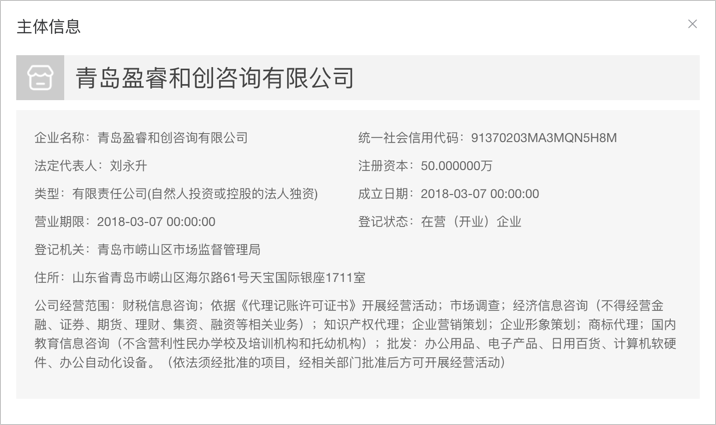 主体信息
青岛盈睿和创咨询有限公司
企业名称：青岛盈睿和创咨询有限公司
统一社会信用代码：91370203MA3MQN5H8M
法定代表人：刘永升
注册资本：50.000000万
类型：有限责任公司(自然人投资或控股的法人独资)
成立日期：2018-03-07 00:00:00
营业期限：2018-03-07 00:00:00
登记状态：在营（开业）企业
登记机关：青岛市崂山区市场监督管理局
住所：山东省青岛市崂山区海尔路61号天宝国际银座1711室
公司经营范围：财税信息咨询；依据《代理记账许可证书》开展经营活动；市场调查；经济信息咨询（不得经营金
融、证券、期货、理财、集资、融资等相关业务）；知识产权代理；企业营销策划；企业形象策划；商标代理；国内
教育信息咨询（不含营利性民办学校及培训机构和托幼机构）；批发：办公用品、电子产品、日用百货、计算机软硬
件、办公自动化设备。（依法须经批准的项目，经相关部门批准后方可开展经营活动）